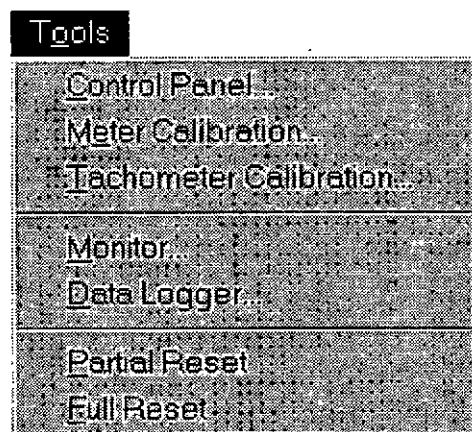 Tools
Control Panel...
Meter Calibration...
Tachometer Calibration...
Monitor...
Data Logger...
Partial Reset
Full Reset